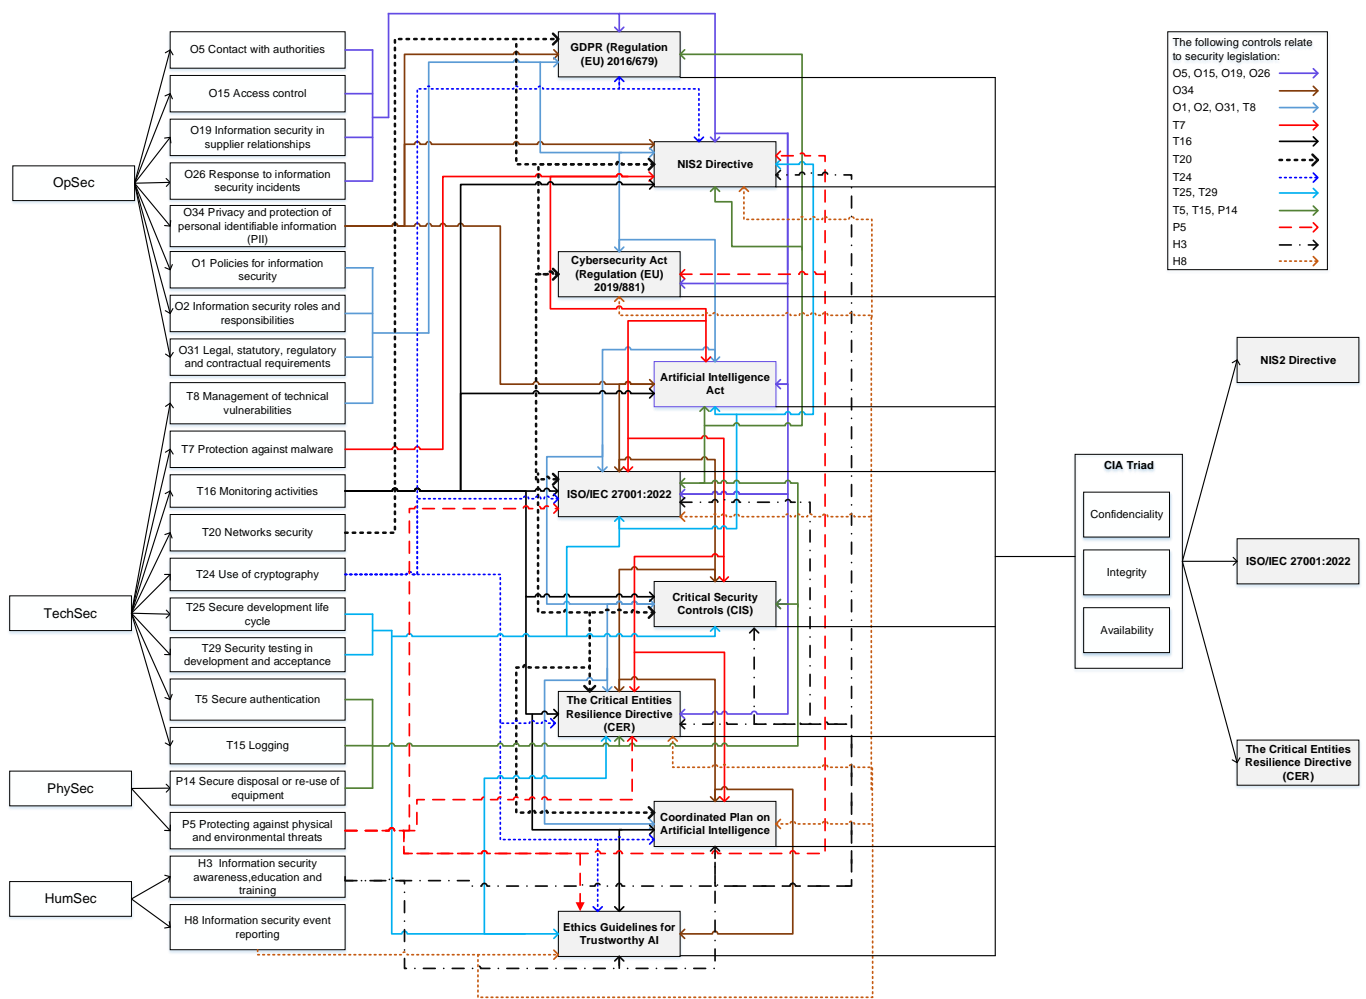 OpSec
TechSec
PhySec
HumSec
O5 Contact with authorities
O15 Access control
O19 Information security in
supplier relationships
O26 Response to information
security incidents
O34 Privacy and protection of
personal identifiable information
(PII)
O1 Policies for information
security
O2 Information security roles and
responsibilities
O31 Legal, statutory, regulatory
and contractual requirements
T8 Management of technical
vulnerabilities
T7 Protection against malware
T16 Monitoring activities
T20 Networks security
T24 Use of cryptography
T25 Secure development life
cycle
T29 Security testing in
development and acceptance
T5 Secure authentication
T15 Logging
P14 Secure disposal or re-use of
equipment
P5 Protecting against physical
and environmental threats
H3  Information security
awareness,education and
training
H8 Information security event
reporting
GDPR (Regulation
(EU) 2016/679)
NIS2 Directive
Cybersecurity Act
(Regulation (EU)
2019/881)
Artificial Intelligence
Act
ISO/IEC 27001:2022
Critical Security
Controls (CIS)
The Critical Entities
Resilience Directive
(CER)
Coordinated Plan on
Artificial Intelligence
Ethics Guidelines for
Trustworthy AI
The following controls relate
to security legislation:
O5, O15, O19, O26
O34
O1, O2, O31, T8
T7
T16
T20
T24
T25, T29
T5, T15, P14
P5
H3
H8
CIA Triad
Confidenciality
Integrity
Availability
NIS2 Directive
ISO/IEC 27001:2022
The Critical Entities
Resilience Directive
(CER)